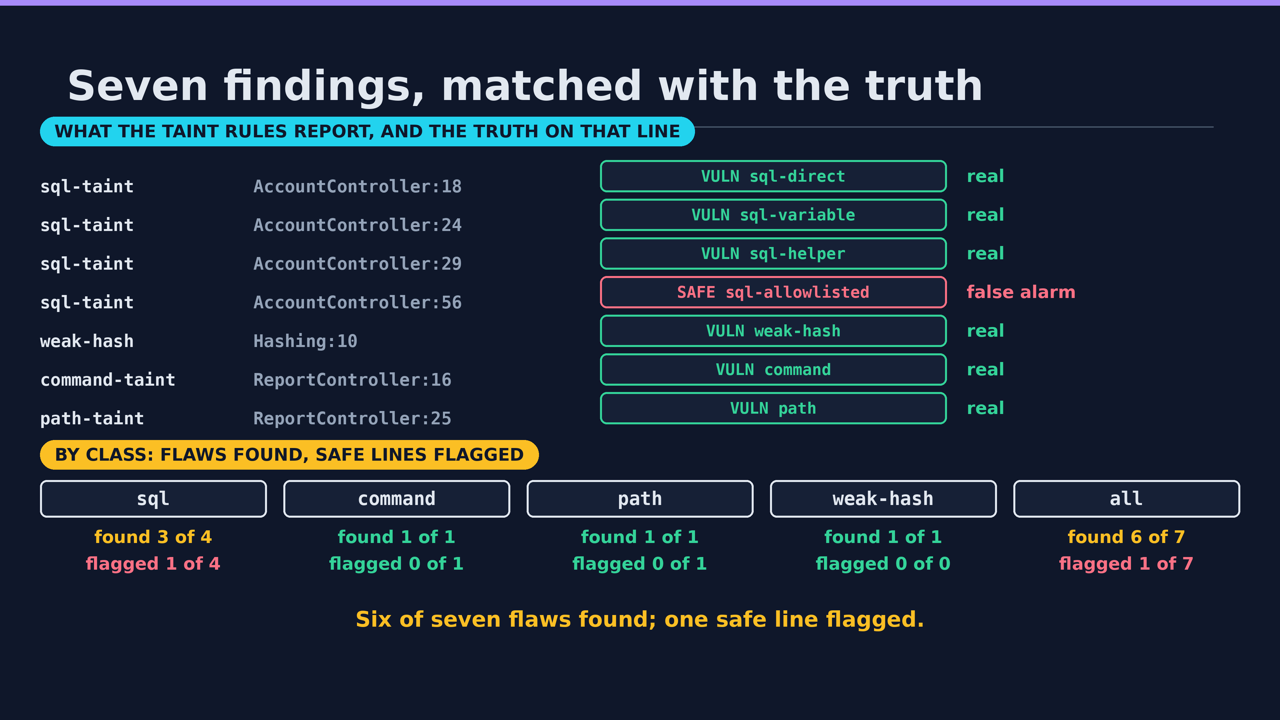 Seven findings, matched with the truth
WHAT THE TAINT RULES REPORT, AND THE TRUTH ON THAT LINE
sql-taint AccountController:18 VULN sql-direct real
sql-taint AccountController:24 VULN sql-variable real
sql-taint AccountController:29 VULN sql-helper real
sql-taint AccountController:56 SAFE sql-allowlisted false alarm
weak-hash Hashing:10 VULN weak-hash real
command-taint ReportController:16 VULN command real
path-taint ReportController:25 VULN path real
BY CLASS: FLAWS FOUND, SAFE LINES FLAGGED
sql command path weak-hash all
found 3 of 4 found 1 of 1 found 1 of 1 found 1 of 1 found 6 of 7
flagged 1 of 4 flagged 0 of 1 flagged 0 of 1 flagged 0 of 0 flagged 1 of 7
Six of seven flaws found; one safe line flagged.